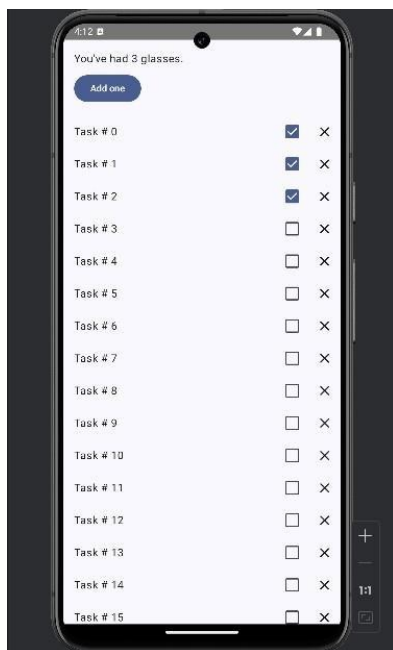 4:12
You've had 3 glasses.
Add one
Task # 0
Task # 1
Task # 2
Task # 3
Task # 4
Task # 5
Task # 6
Task # 7
Task # 8
Task # 9
Task # 10
Task # 11
Task # 12
Task # 13
Task # 14
Task # 15
1:1